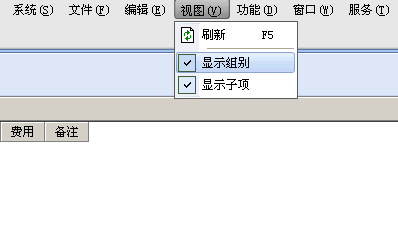 系统(S) 文件(F) 编辑(E) 视图(V) 功能(D) 窗口(W) 服务(T)
刷新 F5
显示组别
显示子项
费用 备注